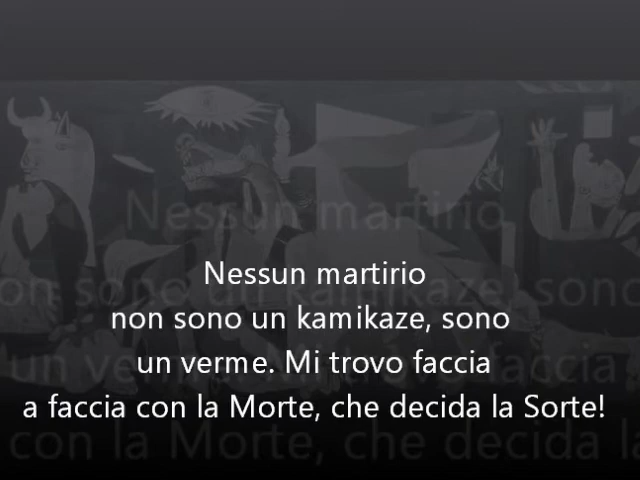 Nessun martirio
non sono un kamikaze, sono
un verme. Mi trovo faccia
a faccia con la Morte, che decida la Sorte!